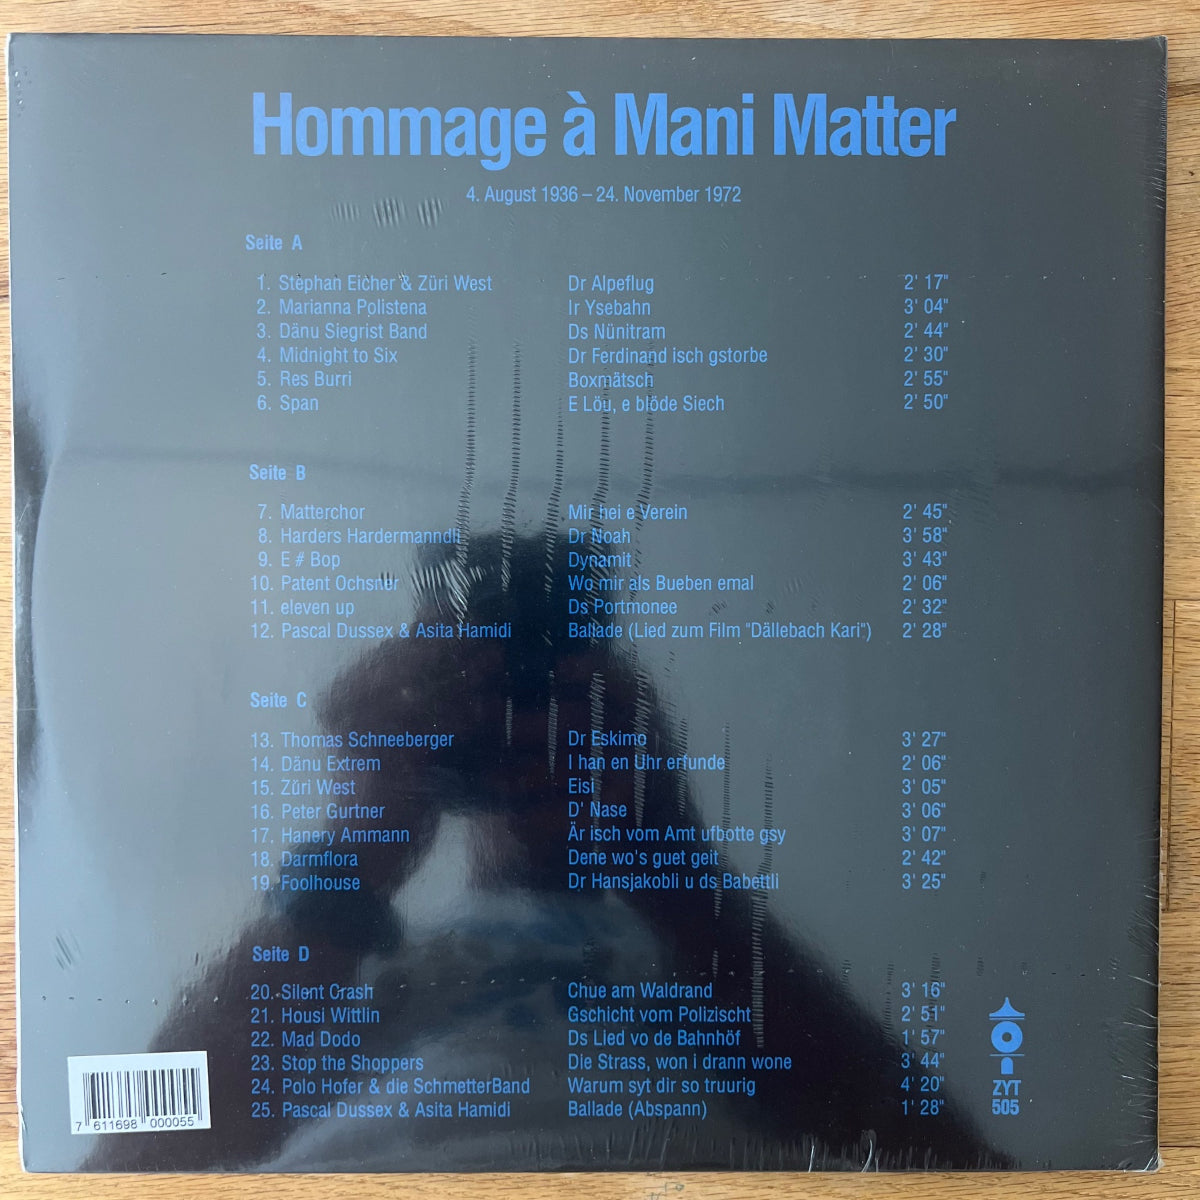 Hommage à Mani Matter
4. August 1936 – 24. November 1972
Seite A
1. Stephan Eicher & Züri West Dr Alpeflug 2' 17"
2. Marianna Polistena Ir Ysebahn 3' 04"
3. Dänu Siegrist Band Ds Nünitram 2' 44"
4. Midnight to Six Dr Ferdinand isch gstorbe 2' 30"
5. Res Burri Boxmätsch 2' 55"
6. Span E Löu, e blöde Siech 2' 50"
Seite B
7. Matterchor Mir hei e Verein 2' 45"
8. Harders Hardermanndli Dr Noah 3' 58"
9. E # Bop Dynamit 3' 43"
10. Patent Ochsner Wo mir als Bueben emal 2' 06"
11. eleven up Ds Portmonee 2' 32"
12. Pascal Dussex & Asita Hamidi Ballade (Lied zum Film "Dällebach Kari") 2' 28"
Seite C
13. Thomas Schneeberger Dr Eskimo 3' 27"
14. Dänu Extrem I han en Uhr erfunde 2' 06"
15. Züri West Eisi 3' 05"
16. Peter Gurtner D' Nase 3' 06"
17. Hanery Ammann Är isch vom Amt ufbotte gsy 3' 07"
18. Darmflora Dene wo's guet geit 2' 42"
19. Foolhouse Dr Hansjakobli u ds Babettli 3' 25"
Seite D
20. Silent Crash Chue am Waldrand 3' 16"
21. Housi Wittlin Gschicht vom Polizischt 2' 51"
22. Mad Dodo Ds Lied vo de Bahnhöf 1' 57"
23. Stop the Shoppers Die Strass, won i drann wone 3' 44"
24. Polo Hofer & die SchmetterBand Warum syt dir so truurig 4' 20"
25. Pascal Dussex & Asita Hamidi Ballade (Abspann) 1' 28"
ZYT
505
7 611698 000055